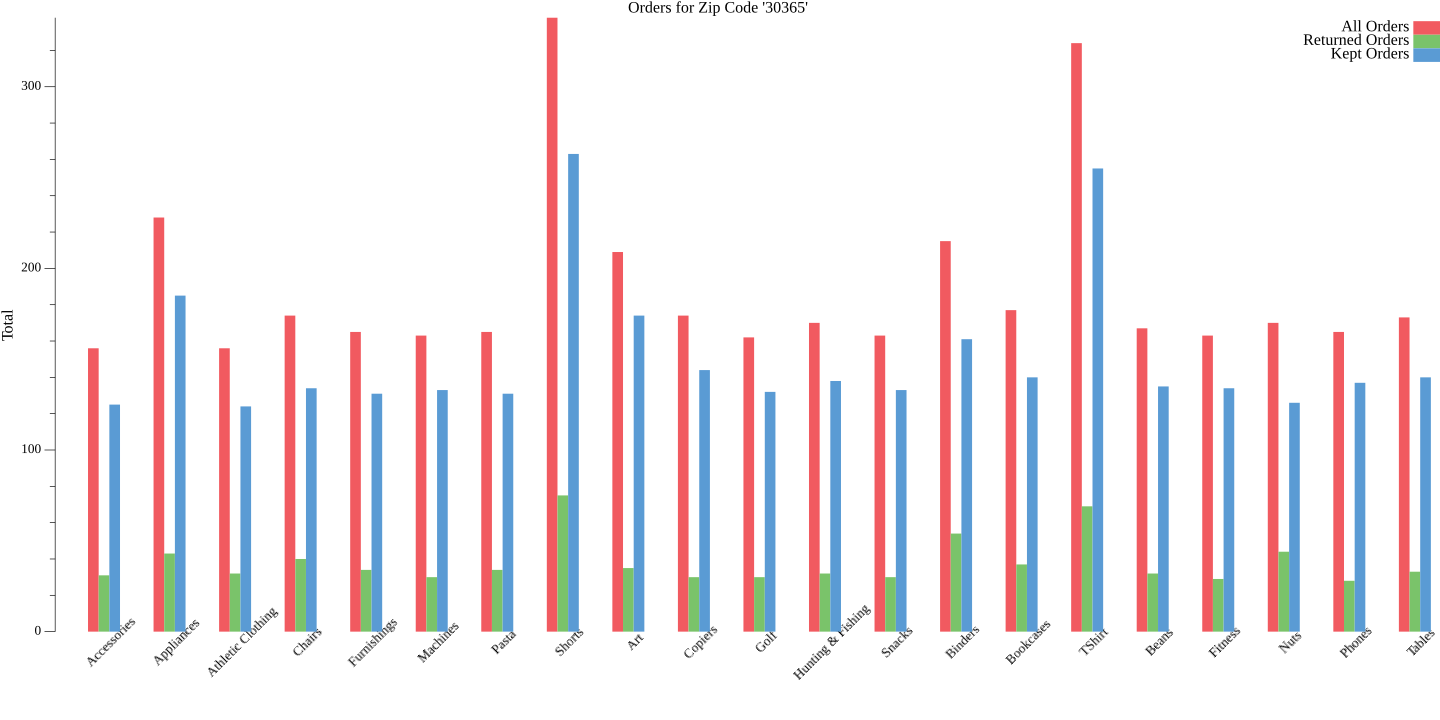 Orders for Zip Code '30365'
All Orders
Returned Orders
Kept Orders
Total
300
200
100
0
Accessories
Appliances
Athletic Clothing
Chairs
Furnishings
Machines
Pasta
Shorts
Art
Copiers
Golf
Hunting & Fishing
Snacks
Binders
Bookcases
TShirt
Beans
Fitness
Nuts
Phones
Tables